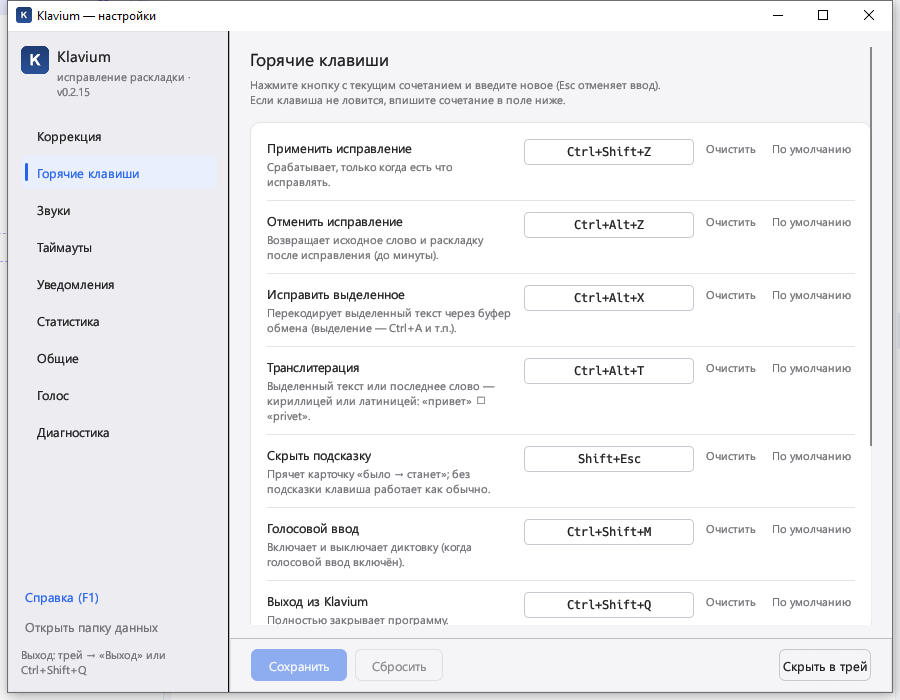 Klavium — настройки
K
Klavium
исправление раскладки ·
v0.2.15
Коррекция
Горячие клавиши
Звуки
Таймауты
Уведомления
Статистика
Общие
Голос
Диагностика
Справка (F1)
Открыть папку данных
Выход: трей → «Выход» или
Ctrl+Shift+Q
Горячие клавиши
Нажмите кнопку с текущим сочетанием и введите новое (Esc отменяет ввод).
Если клавиша не ловится, впишите сочетание в поле ниже.
Применить исправление
Срабатывает, только когда есть что
исправлять.
Ctrl+Shift+Z Очистить По умолчанию
Отменить исправление
Возвращает исходное слово и раскладку
после исправления (до минуты).
Ctrl+Alt+Z Очистить По умолчанию
Исправить выделенное
Перекодирует выделенный текст через буфер
обмена (выделение — Ctrl+A и т.п.).
Ctrl+Alt+X Очистить По умолчанию
Транслитерация
Выделенный текст или последнее слово —
кириллицей или латиницей: «привет» □
«privet».
Ctrl+Alt+T Очистить По умолчанию
Скрыть подсказку
Прячет карточку «было → станет»; без
подсказки клавиша работает как обычно.
Shift+Esc Очистить По умолчанию
Голосовой ввод
Включает и выключает диктовку (когда
голосовой ввод включён).
Ctrl+Shift+M Очистить По умолчанию
Выход из Klavium
Полностью закрывает программу.
Ctrl+Shift+Q Очистить По умолчанию
Сохранить Сбросить Скрыть в трей